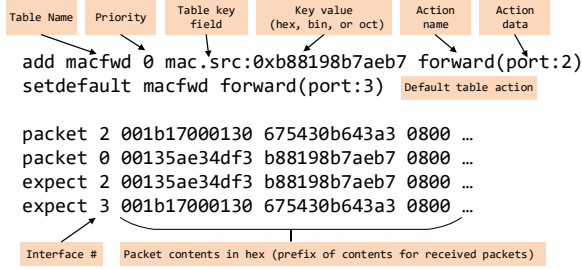 Table Name
Priority
Table key
field
Key value
(hex, bin, or oct)
Action
name
Action
data
add macfwd 0 mac.src:0xb88198b7aeb7 forward(port:2)
setdefault macfwd forward(port:3)
Default table action
packet 2 001b17000130 675430b643a3 0800 …
packet 0 00135ae34df3 b88198b7aeb7 0800 …
expect 2 00135ae34df3 b88198b7aeb7 0800 …
expect 3 001b17000130 675430b643a3 0800 …
Interface #
Packet contents in hex (prefix of contents for received packets)